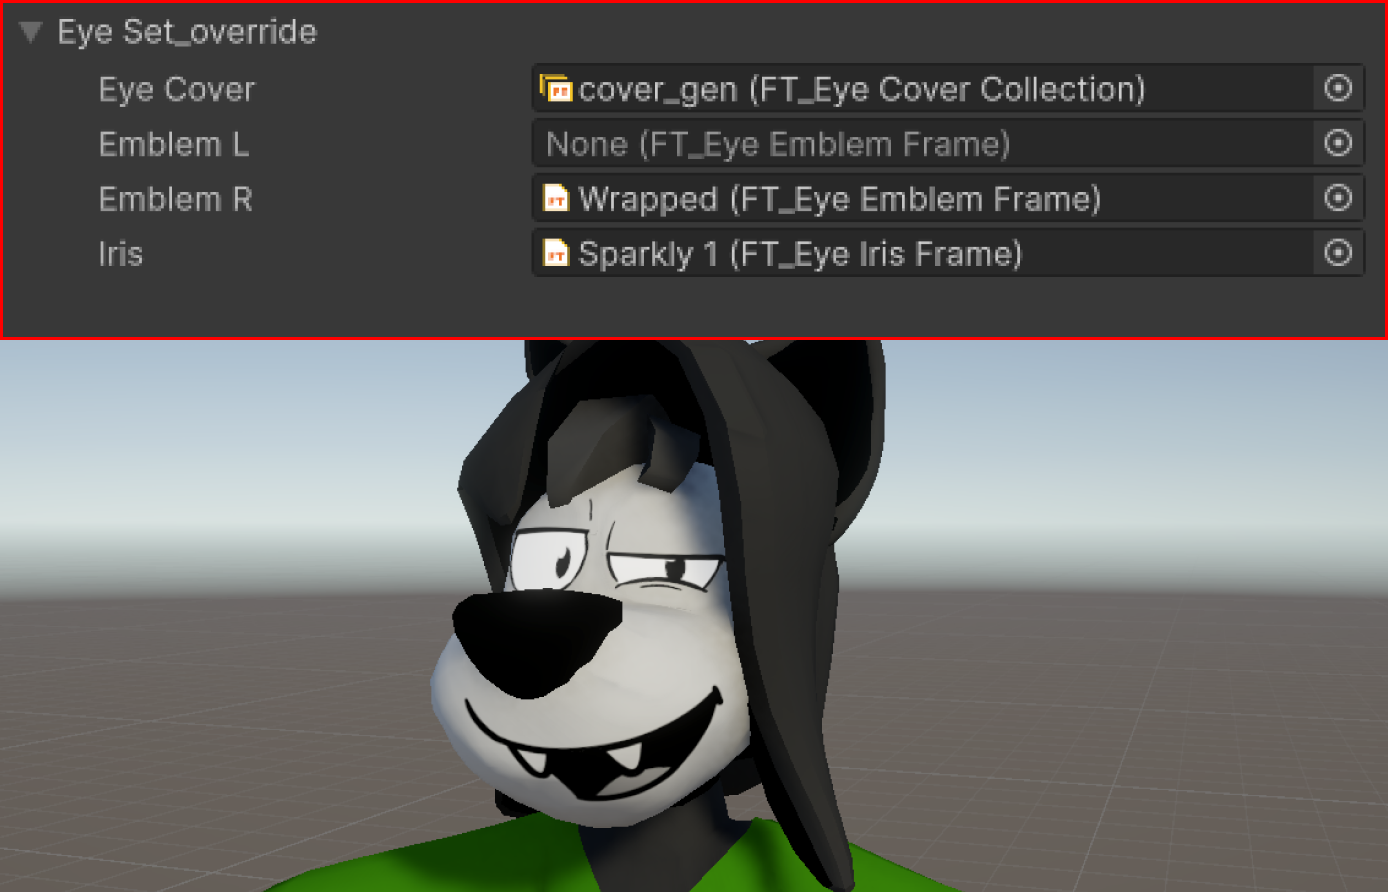 Eye Set_override
Eye Cover cover_gen (FT_Eye Cover Collection)
Emblem L None (FT_Eye Emblem Frame)
Emblem R Wrapped (FT_Eye Emblem Frame)
Iris Sparkly 1 (FT_Eye Iris Frame)